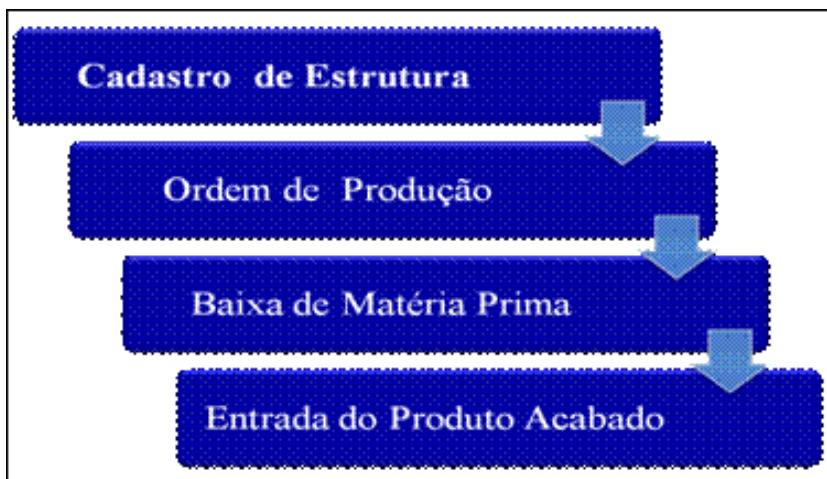 Cadastro de Estrutura
Ordem de Produção
Baixa de Matéria Prima
Entrada do Produto Acabado